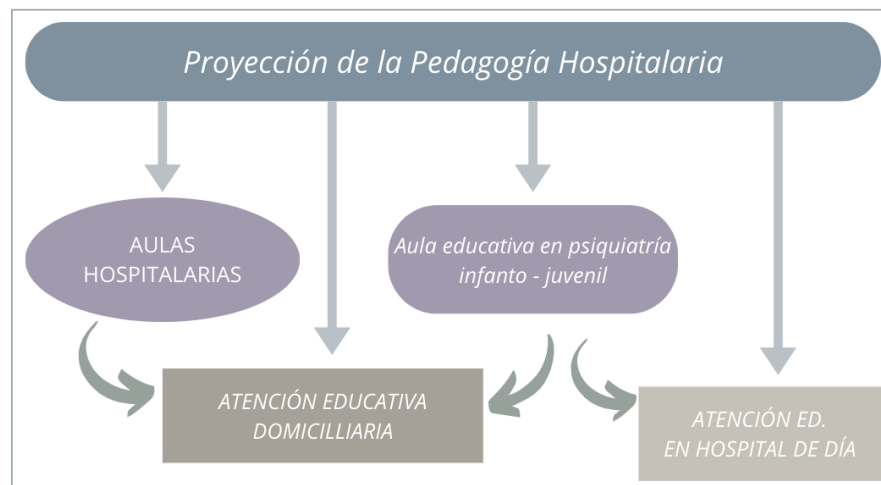 Proyección de la Pedagogía Hospitalaria
AULAS
HOSPITALARIAS
Aula educativa en psiquiatría
infanto - juvenil
ATENCIÓN EDUCATIVA
DOMICILLIARIA
ATENCIÓN ED.
EN HOSPITAL DE DÍA